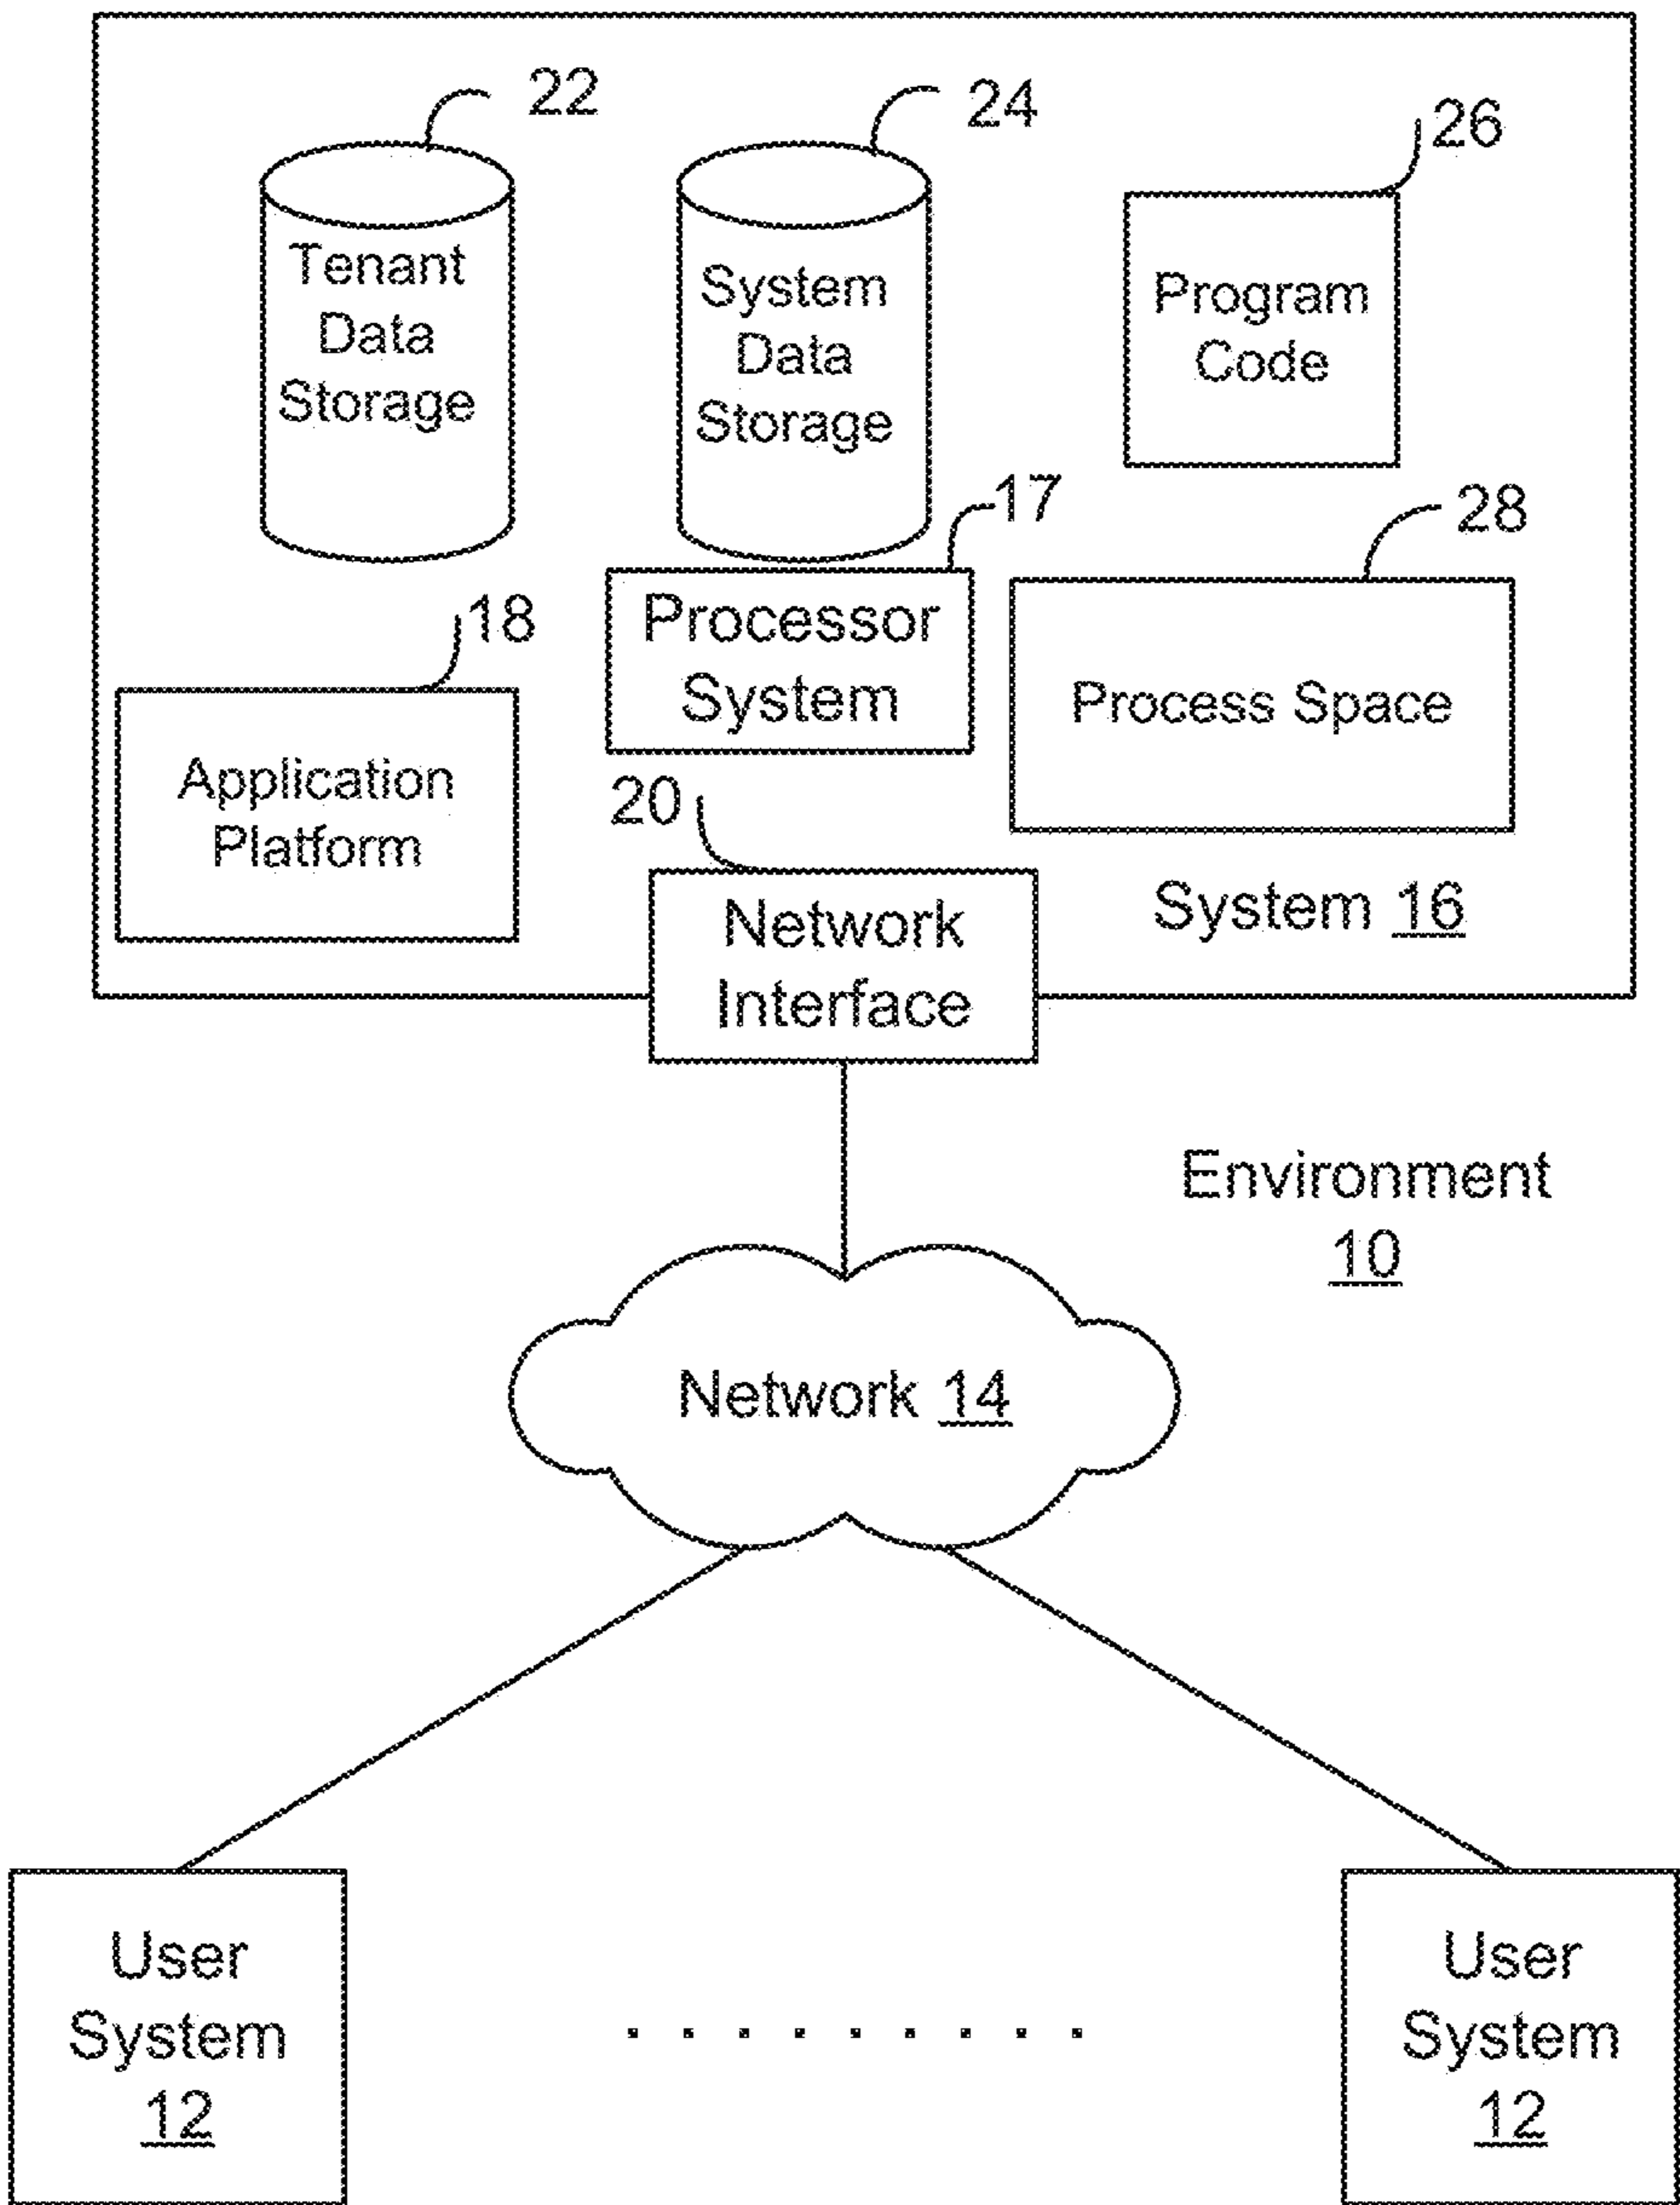 22
24
26
Tenant
Data
Storage
System
Data
Storage
Program
Code
17
28
18
Processor
System
Process Space
Application
Platform
20
Network
Interface
System 16
Environment
10
Network 14
User
System
12
User
System
12